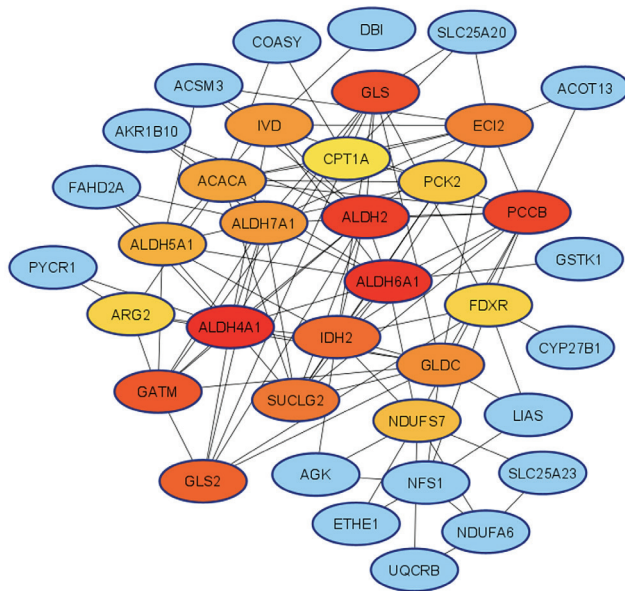 DBI
COASY
SLC25A20
ACSM3
GLS
ACOT13
AKR1B10
IVD
ECI2
CPT1A
FAHD2A
ACACA
PCK2
ALDH2
PCCB
ALDH7A1
ALDH5A1
PYCR1
ALDH6A1
GSTK1
ARG2
FDXR
ALDH4A1
IDH2
CYP27B1
GLDC
GATM
SUCLG2
NDUFS7
LIAS
GLS2
AGK
NFS1
SLC25A23
ETHE1
NDUFA6
UQCRB